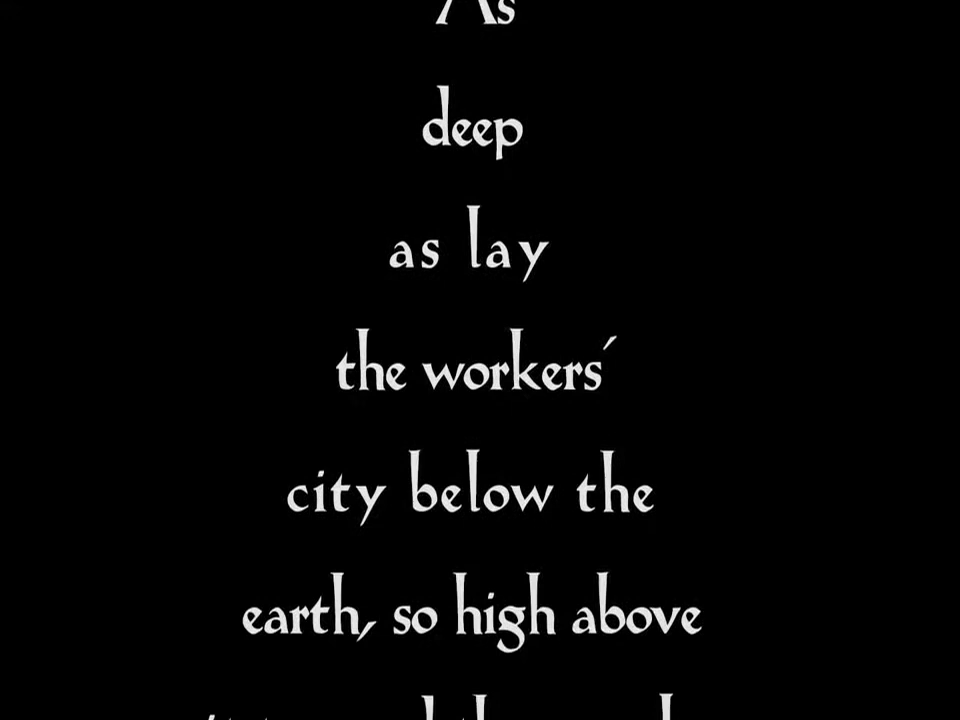 As
deep
as lay
the workers´
city below the
earth, so high above